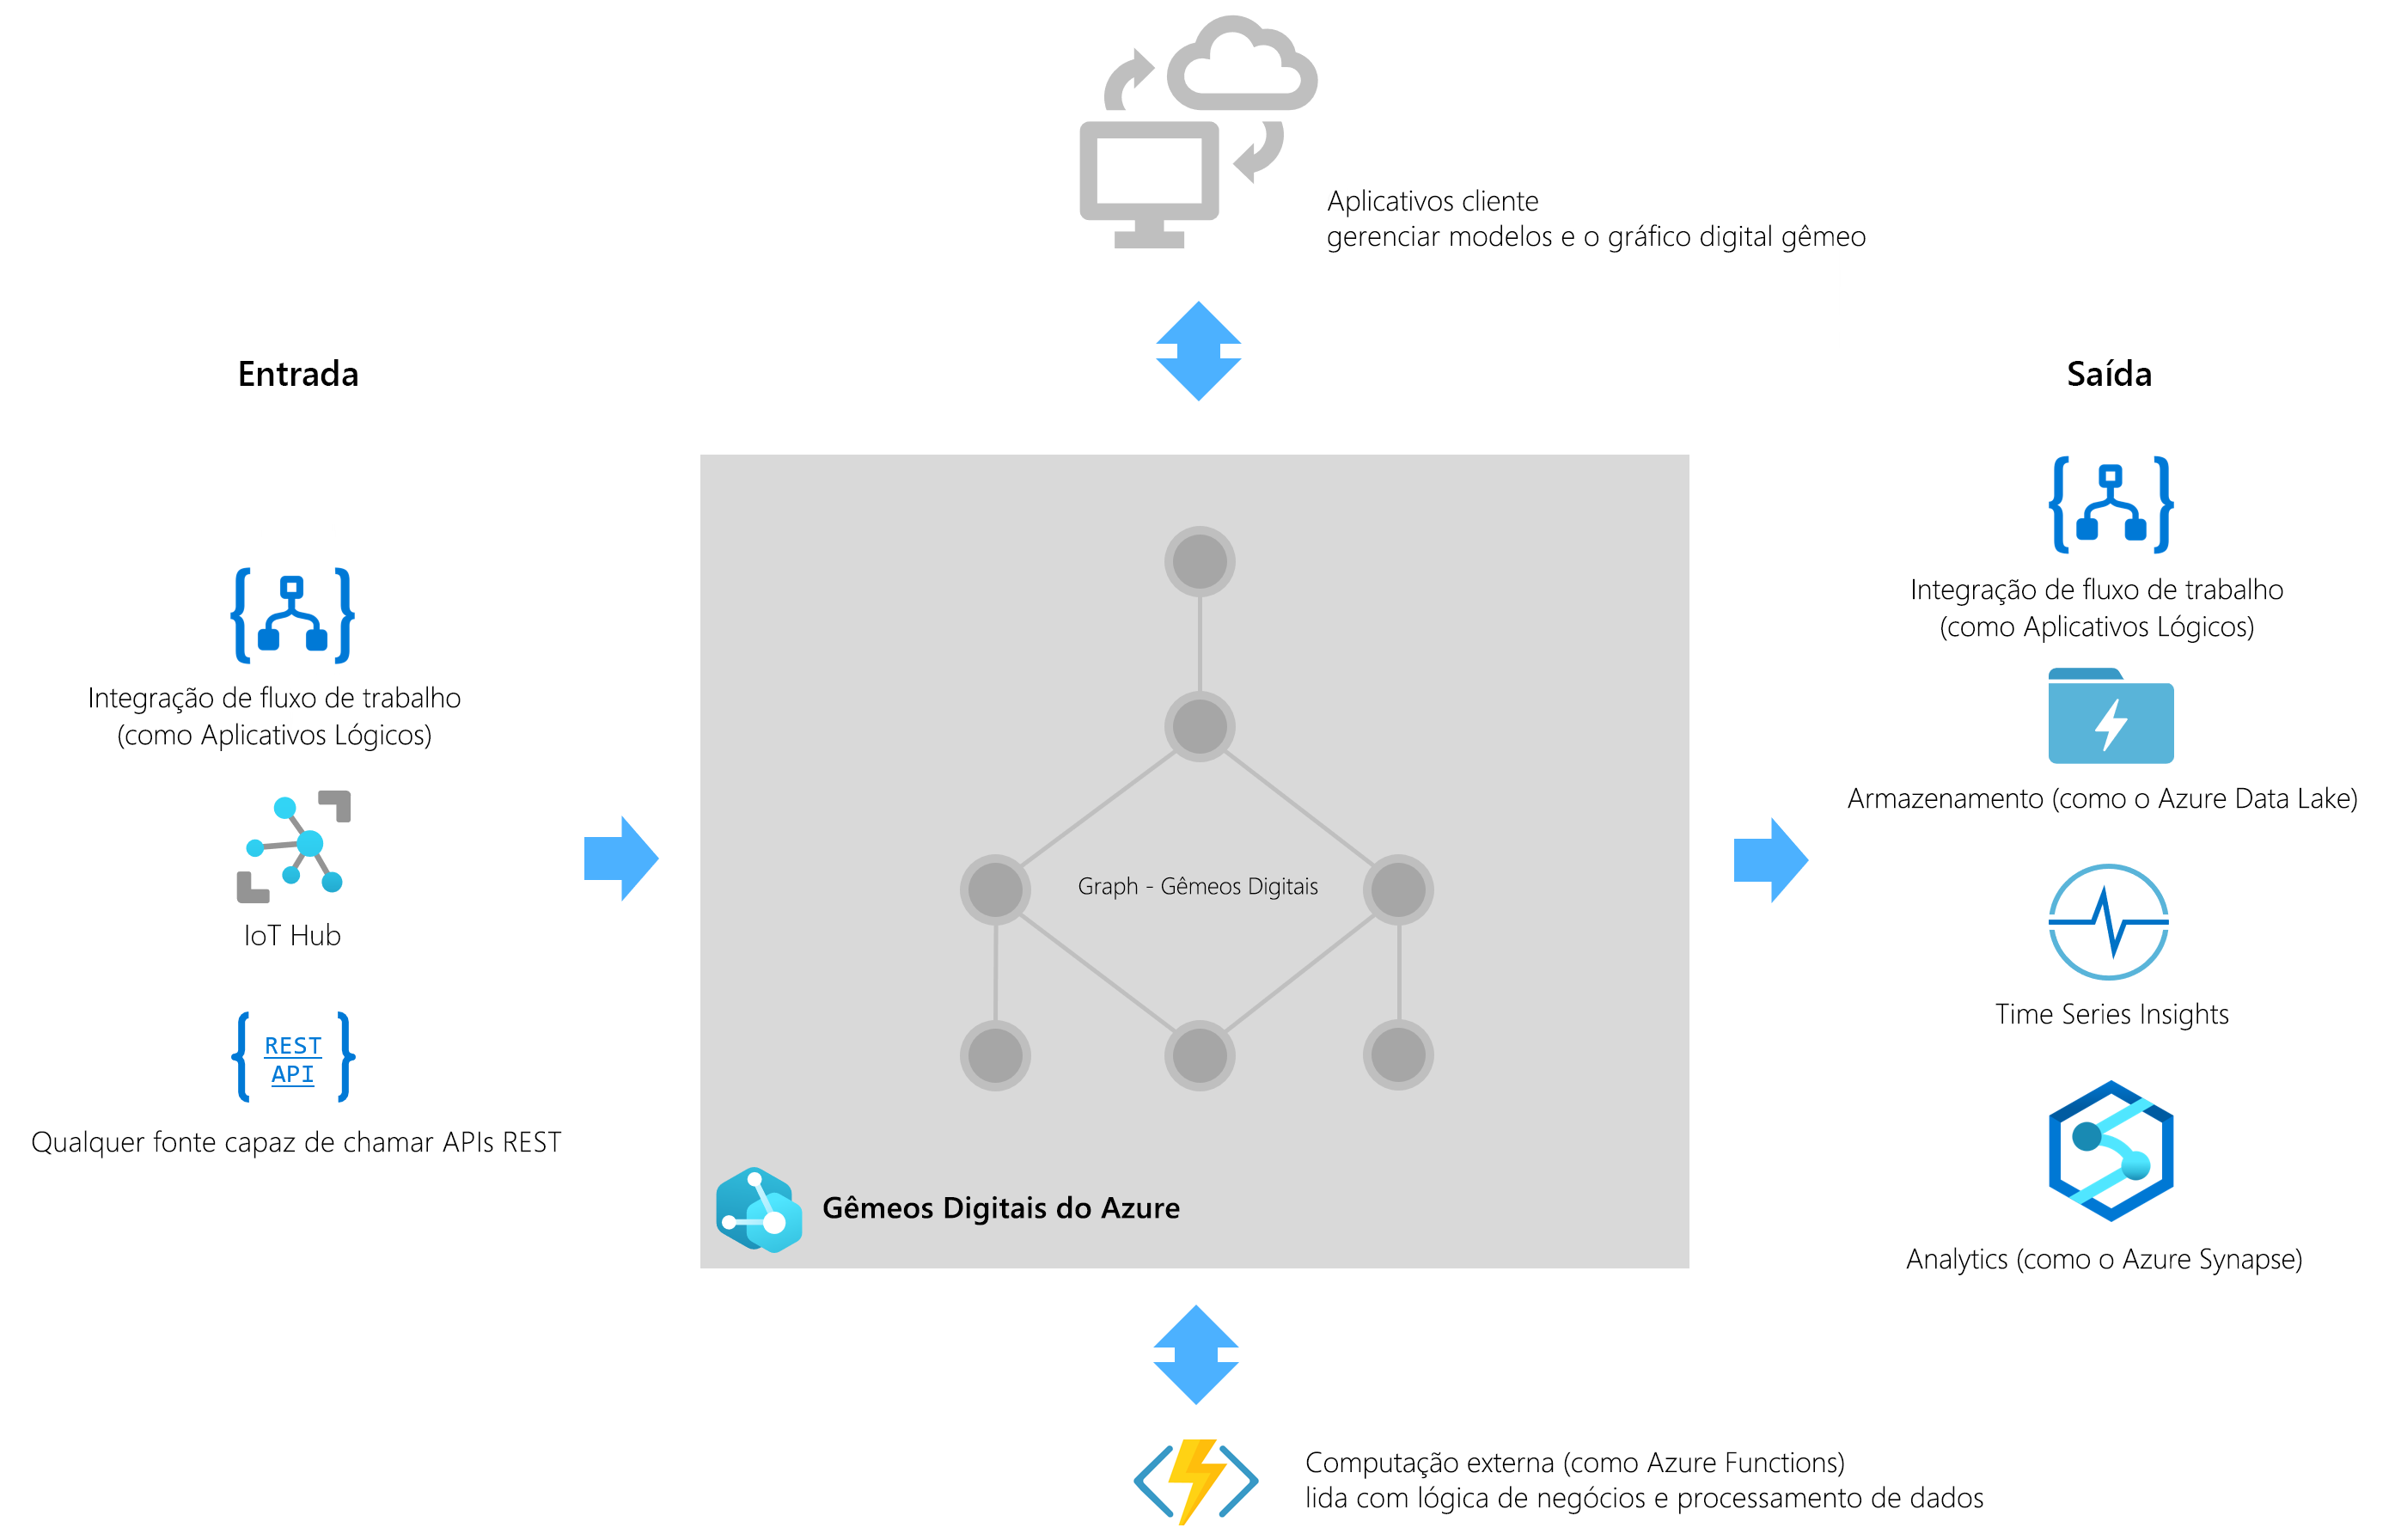 Aplicativos cliente
gerenciar modelos e o gráfico digital gêmeo
Entrada
Integração de fluxo de trabalho
(como Aplicativos Lógicos)
IoT Hub
REST
API
Qualquer fonte capaz de chamar APIs REST
Graph - Gêmeos Digitais
Gêmeos Digitais do Azure
Saída
Integração de fluxo de trabalho
(como Aplicativos Lógicos)
Armazenamento (como o Azure Data Lake)
Time Series Insights
Analytics (como o Azure Synapse)
Computação externa (como Azure Functions)
lida com lógica de negócios e processamento de dados